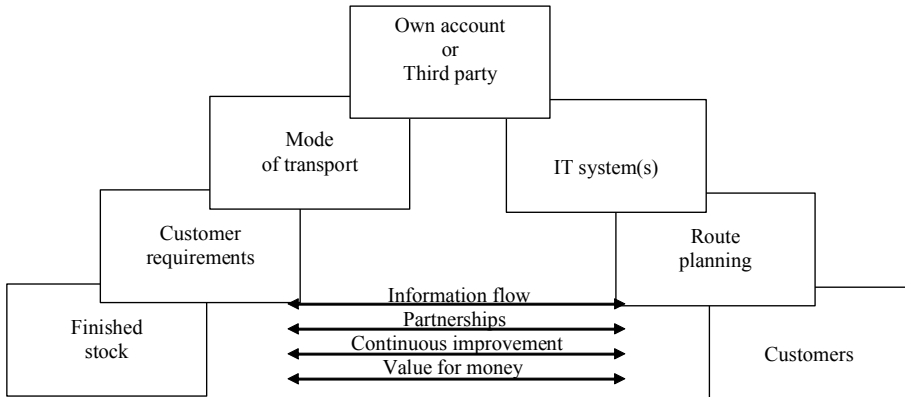 Own account
or
Third party
Mode
of transport
IT system(s)
Customer
requirements
Route
planning
Information flow
Partnerships
Continuous improvement
Value for money
Finished
stock
Customers